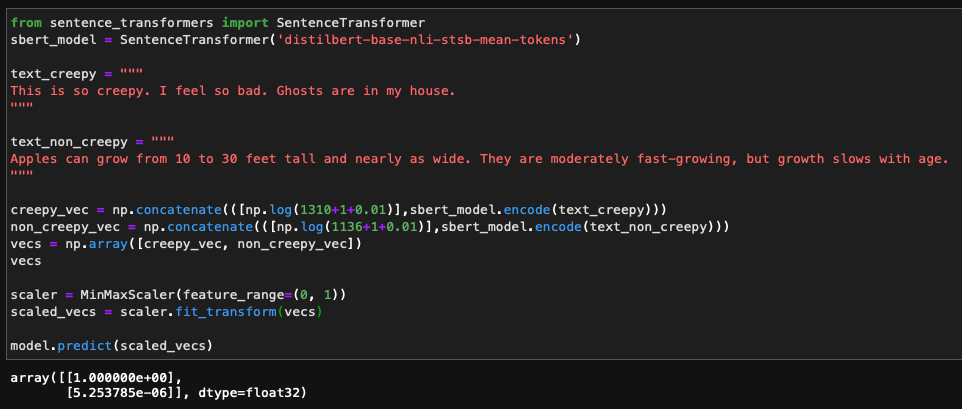 from sentence_transformers import SentenceTransformer
sbert_model = SentenceTransformer('distilbert-base-nli-stsb-mean-tokens')
text_creepy = """
This is so creepy. I feel so bad. Ghosts are in my house.
"""
text_non_creepy = """
Apples can grow from 10 to 30 feet tall and nearly as wide. They are moderately fast-growing, but growth slows with age.
"""
creepy_vec = np.concatenate(([np.log(1310+1+0.01)],sbert_model.encode(text_creepy)))
non_creepy_vec = np.concatenate(([np.log(1136+1+0.01)],sbert_model.encode(text_non_creepy)))
vecs = np.array([creepy_vec, non_creepy_vec])
vecs
scaler = MinMaxScaler(feature_range=(0, 1))
scaled_vecs = scaler.fit_transform(vecs)
model.predict(scaled_vecs)
array([[1.000000e+00],
[5.253785e-06]], dtype=float32)